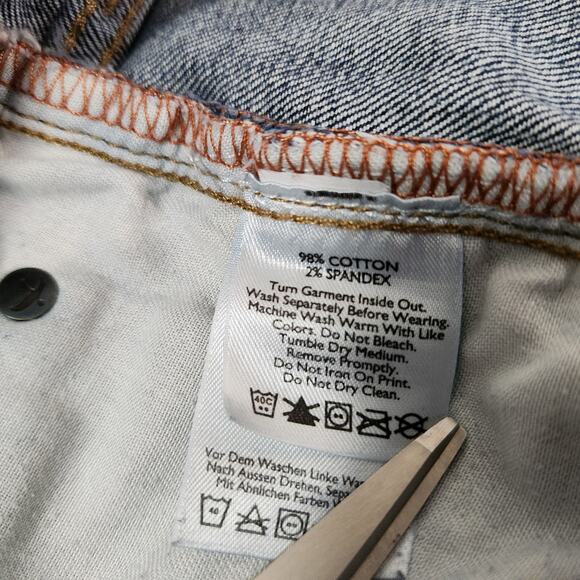 98% COTTON
2% SPANDEX
Turn Garment Inside Out.
Wash Separately Before Wearing.
Machine Wash Warm With Like
Colors. Do Not Bleach.
Tumble Dry Medium.
Remove Promptly.
Do Not Iron On Print.
Do Not Dry Clean.
40C
Vor Dem Waschen Linke
Nach Aussen Drehen.
Mit Ähnlichen Farben
40